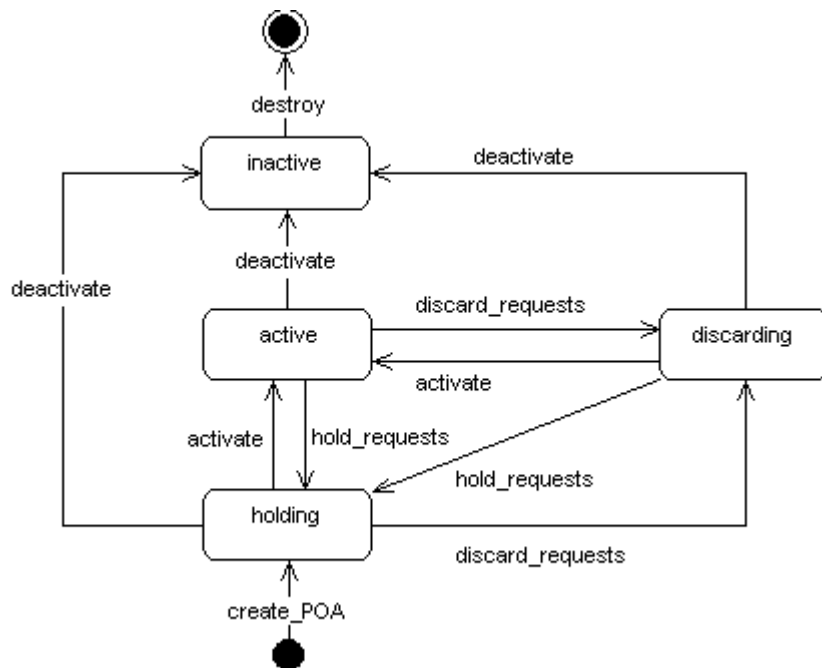 destroy
inactive
deactivate
deactivate
deactivate
discard_requests
active
discarding
activate
activate
hold_requests
hold_requests
holding
discard_requests
create_POA